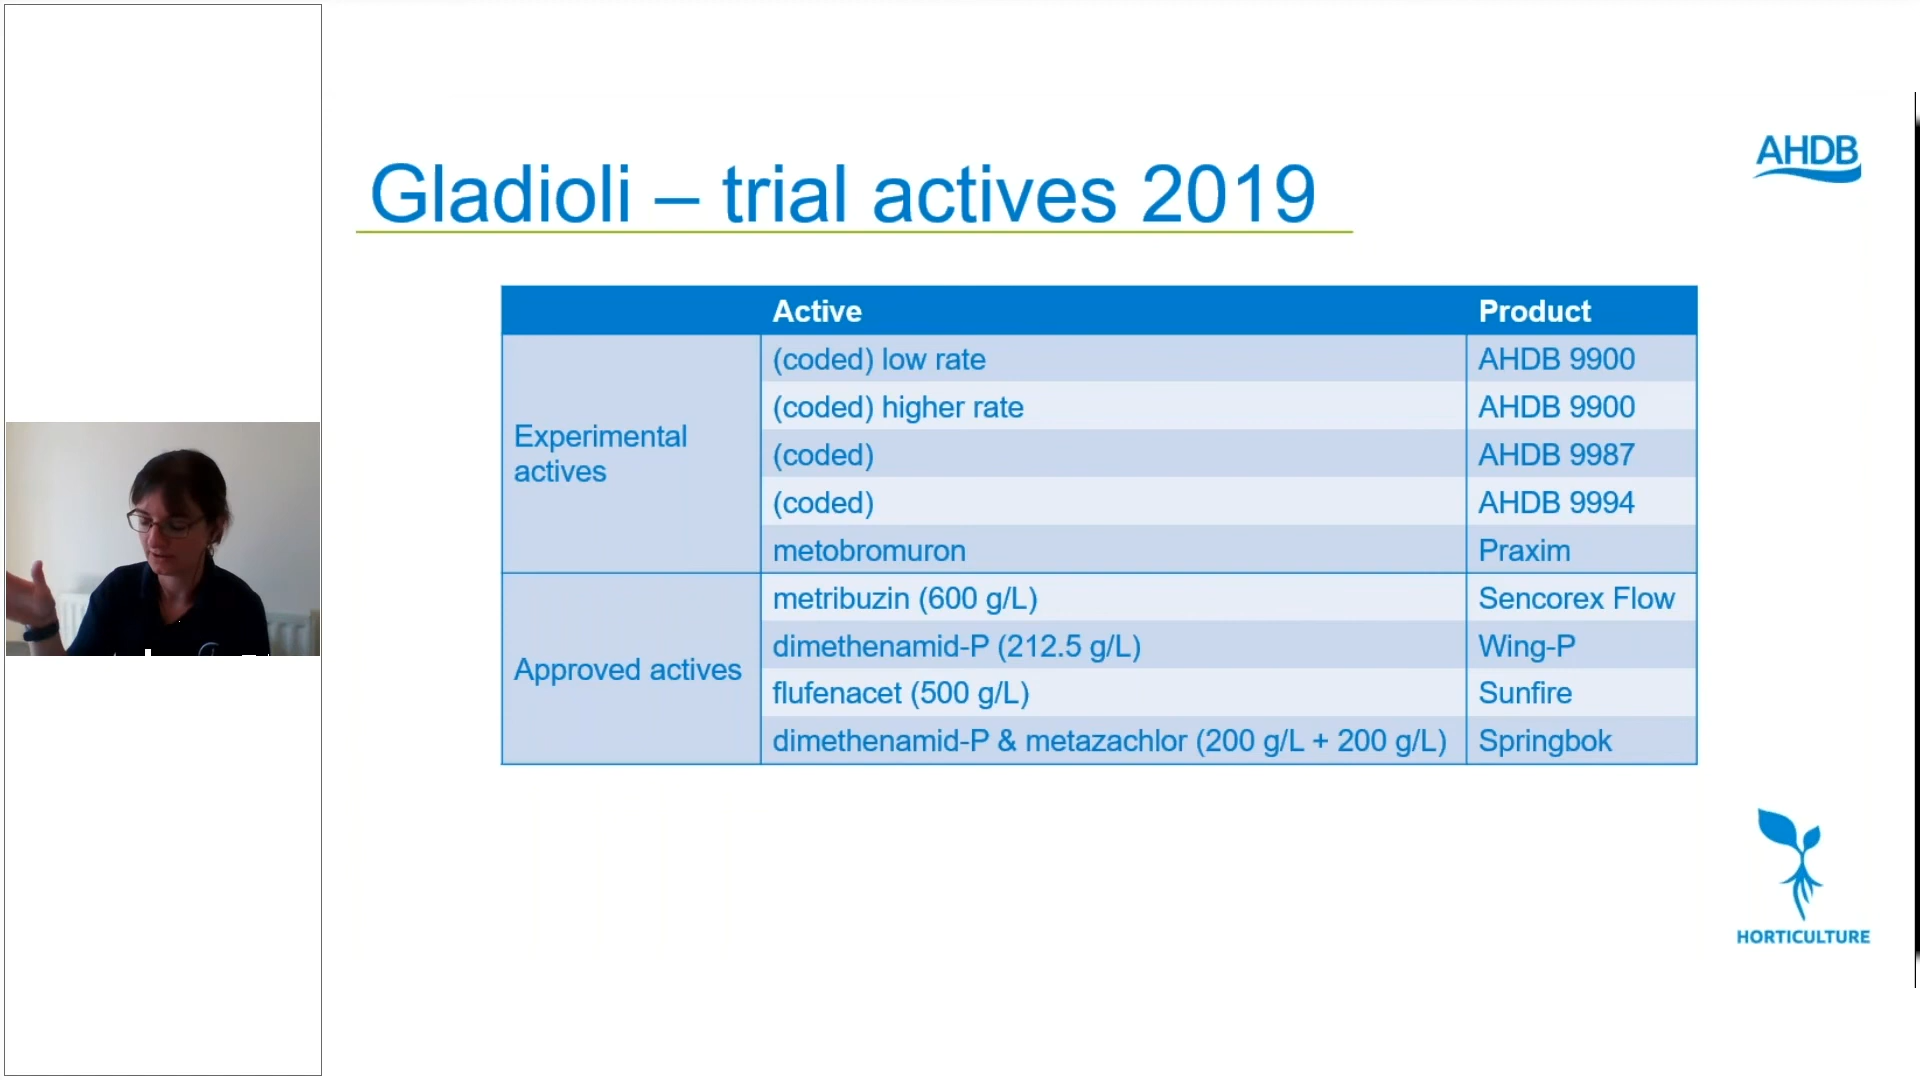 AHDB
Gladioli – trial actives 2019
Active Product
Experimental actives
(coded) low rate AHDB 9900
(coded) higher rate AHDB 9900
(coded) AHDB 9987
(coded) AHDB 9994
metobromuron Praxim
Approved actives
metribuzin (600 g/L) Sencorex Flow
dimethenamid-P (212.5 g/L) Wing-P
flufenacet (500 g/L) Sunfire
dimethenamid-P & metazachlor (200 g/L + 200 g/L) Springbok
HORTICULTURE